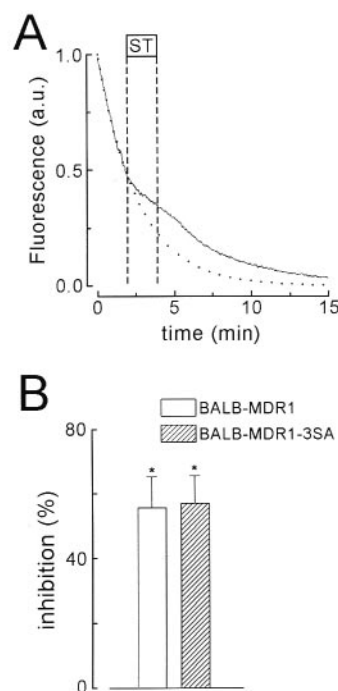 A
ST
1.0
0.5
0.0
Fluorescence (a.u.)
0 5 10 15
time (min)
B
BALB-MDR1
BALB-MDR1-3SA
80
40
0
inhibition (%)
* *